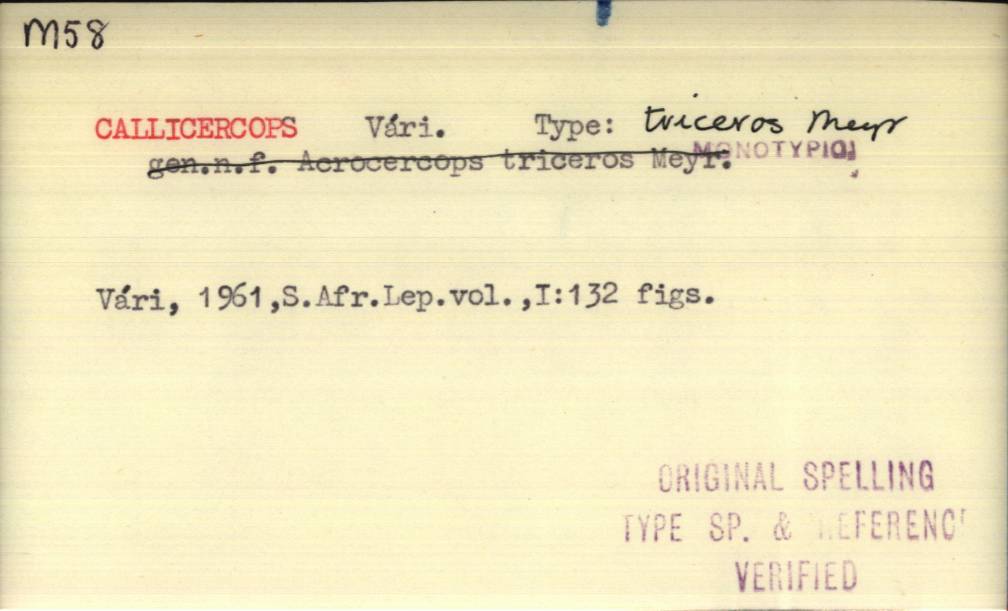 M58
CALLICERCOPS Vári. Type: triceros Meyr
gen.n.f. Acrocercops triceros Meyr. MONOTYPIC
Vári, 1961,S.Afr.Lep.vol.,I:132 figs.
ORIGINAL SPELLING
TYPE SP. & REFERENCE
VERIFIED